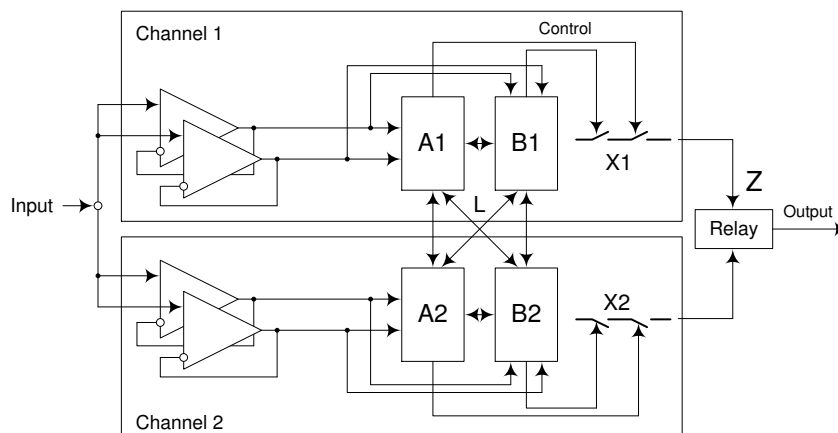 Channel 1
Control
A1
B1
X1
L
Z
Input
Output
Relay
A2
B2
X2
Channel 2